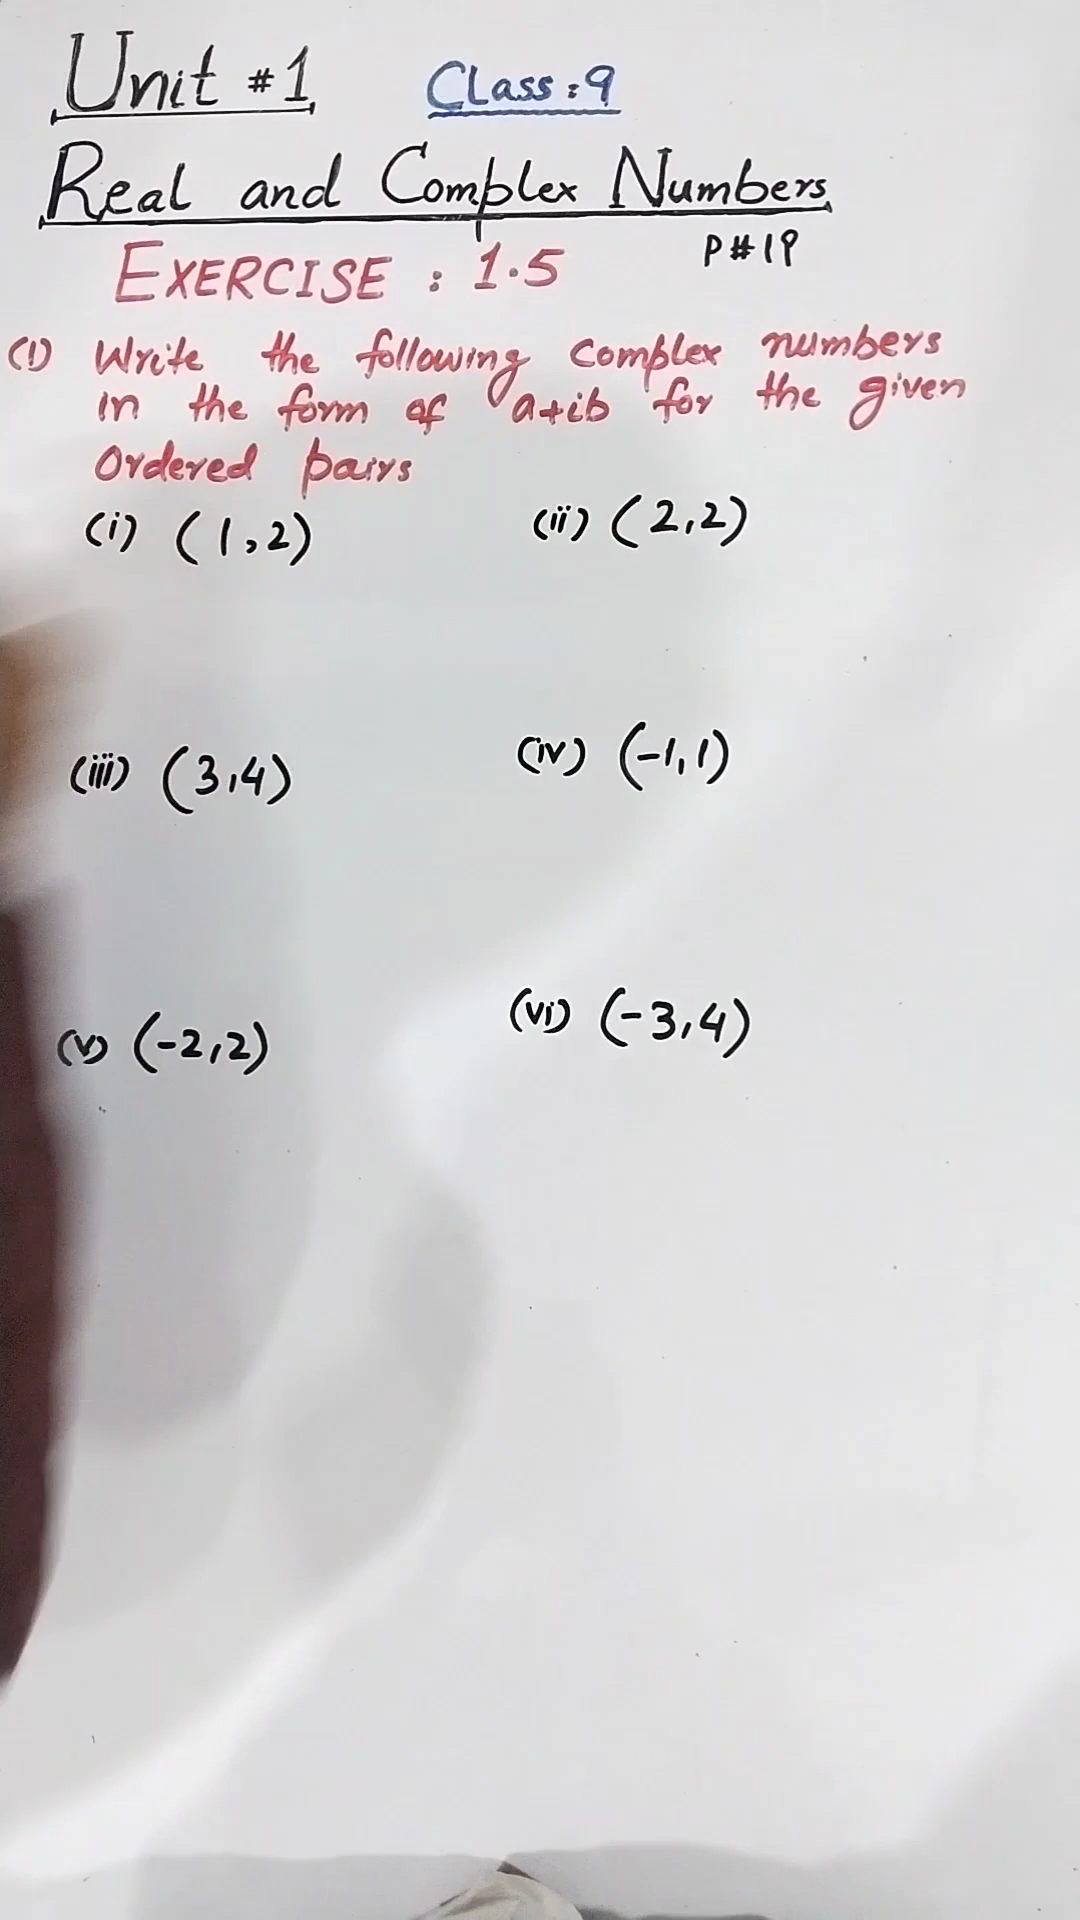 Unit #1 Class:9
Real and Complex Numbers
P#19
EXERCISE : 1.5
(1) Write the following Complex numbers
in the form of a+ib for the given
Ordered pairs
(i) (1,2) (ii) (2,2)
(iii) (3,4) (iv) (-1,1)
(v) (-2,2) (vi) (-3,4)